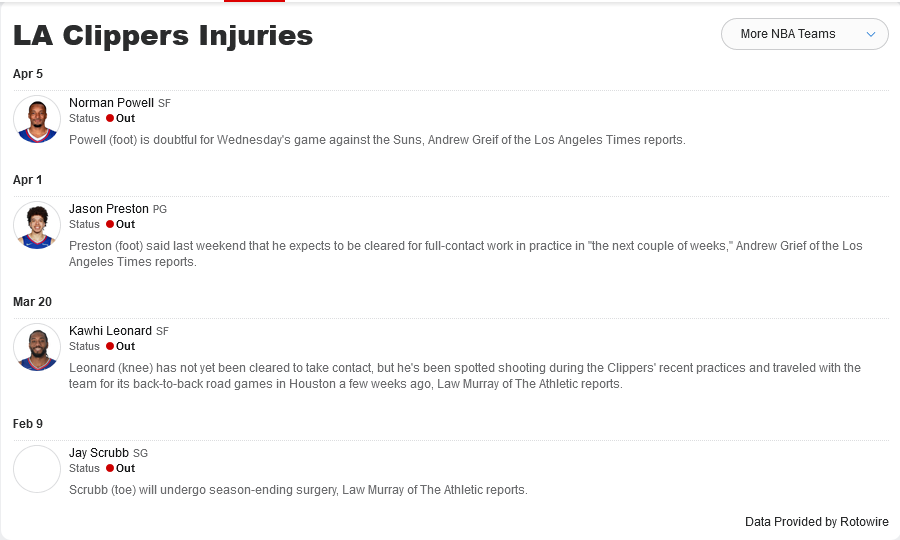 LA Clippers Injuries
More NBA Teams
Apr 5
Norman Powell SF
Status Out
Powell (foot) is doubtful for Wednesday's game against the Suns, Andrew Greif of the Los Angeles Times reports.
Apr 1
Jason Preston PG
Status Out
Preston (foot) said last weekend that he expects to be cleared for full-contact work in practice in "the next couple of weeks," Andrew Grief of the Los
Angeles Times reports.
Mar 20
Kawhi Leonard SF
Status Out
Leonard (knee) has not yet been cleared to take contact, but he's been spotted shooting during the Clippers' recent practices and traveled with the
team for its back-to-back road games in Houston a few weeks ago, Law Murray of The Athletic reports.
Feb 9
Jay Scrubb SG
Status Out
Scrubb (toe) will undergo season-ending surgery, Law Murray of The Athletic reports.
Data Provided by Rotowire